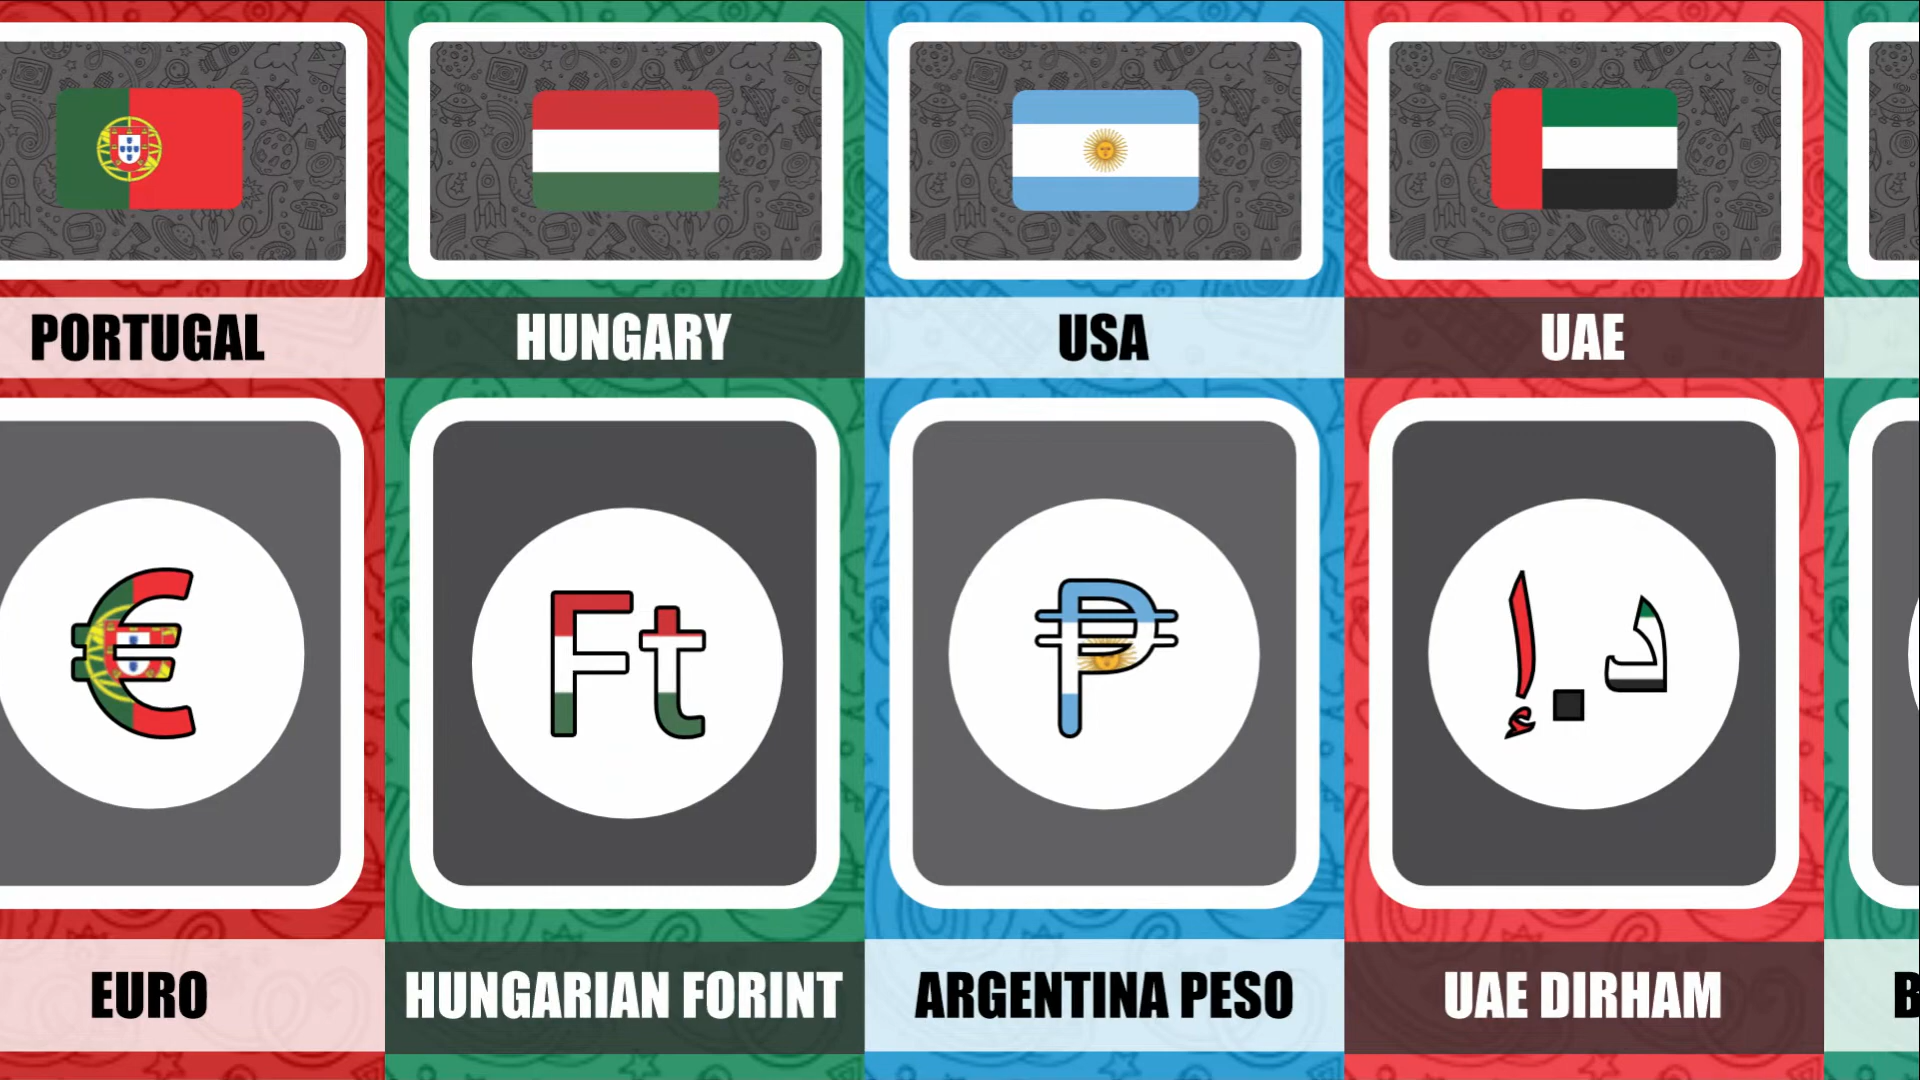 PORTUGAL
HUNGARY
USA
UAE
€
Ft
₱
د.إ
EURO
HUNGARIAN FORINT
ARGENTINA PESO
UAE DIRHAM
B